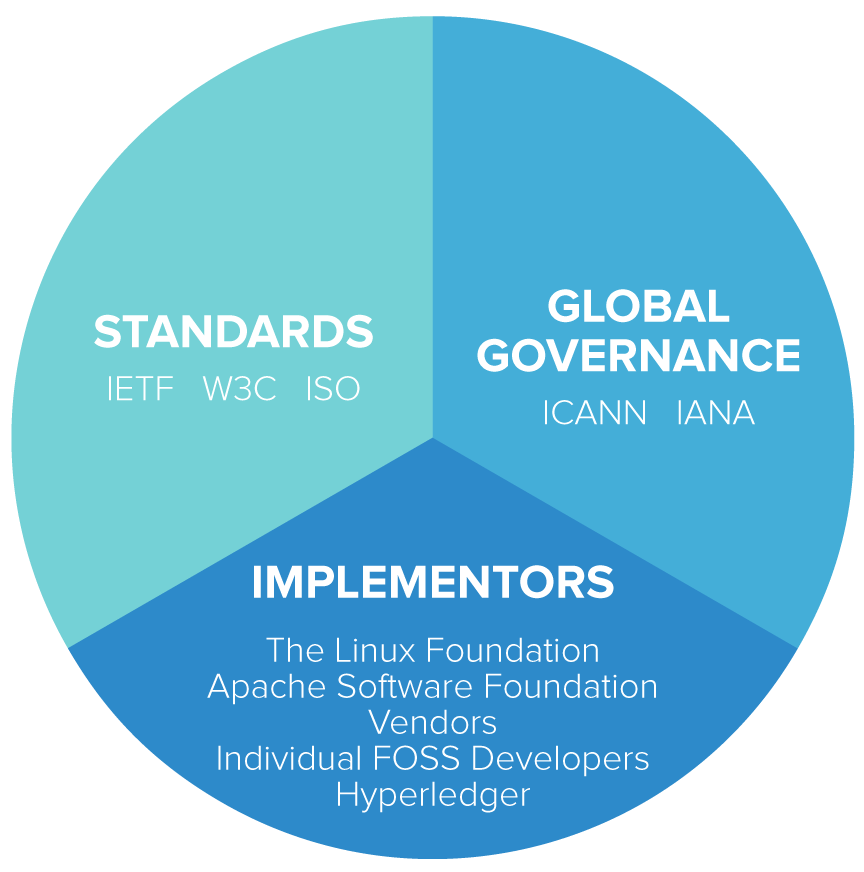 STANDARDS
IETF W3C ISO
GLOBAL
GOVERNANCE
ICANN IANA
IMPLEMENTORS
The Linux Foundation
Apache Software Foundation
Vendors
Individual FOSS Developers
Hyperledger